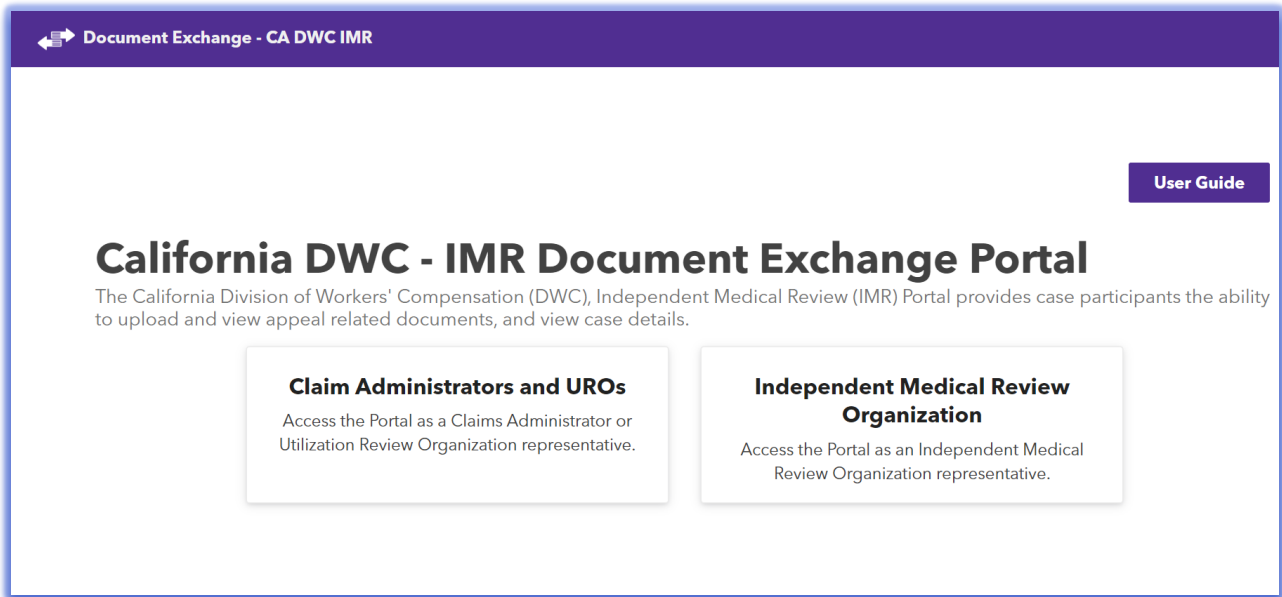 Document Exchange - CA DWC IMR
User Guide
California DWC - IMR Document Exchange Portal
The California Division of Workers' Compensation (DWC), Independent Medical Review (IMR) Portal provides case participants the ability
to upload and view appeal related documents, and view case details.
Claim Administrators and UROs
Access the Portal as a Claims Administrator or
Utilization Review Organization representative.
Independent Medical Review
Organization
Access the Portal as an Independent Medical
Review Organization representative.